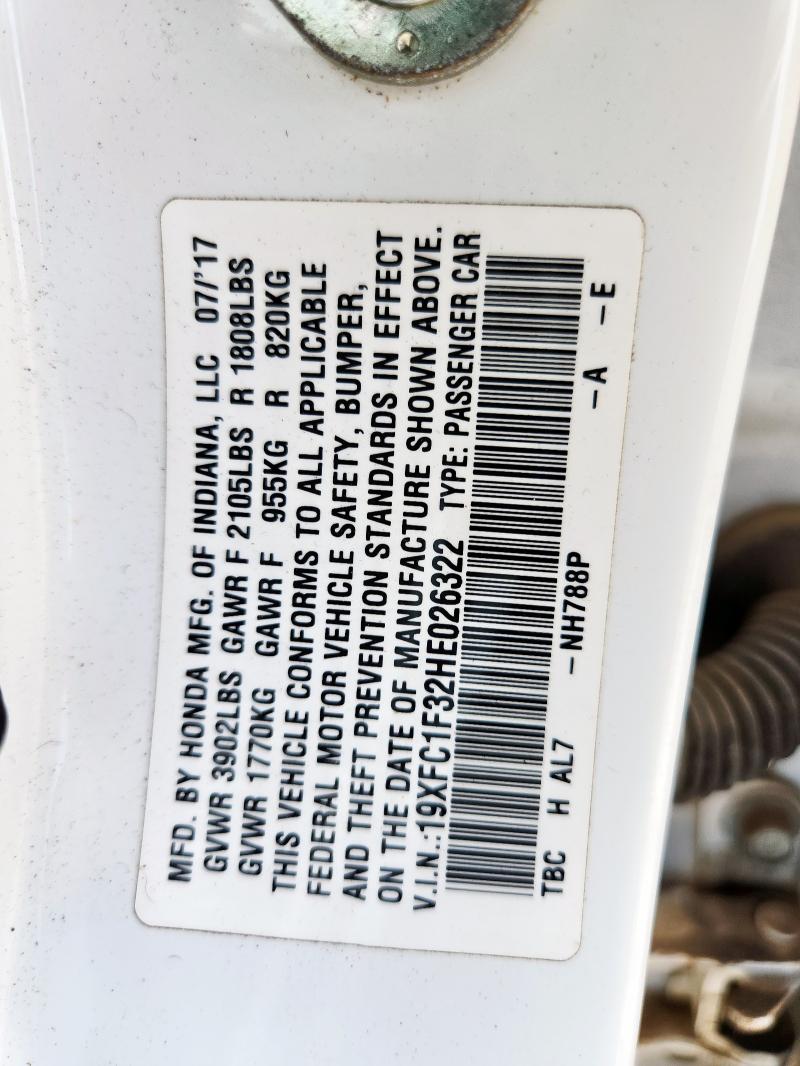 MFD. BY HONDA MFG. OF INDIANA, LLC 07/'17
GVWR 3902LBS GAWR F 2105LBS R 1808LBS
GVWR 1770KG GAWR F 955KG R 820KG
THIS VEHICLE CONFORMS TO ALL APPLICABLE
FEDERAL MOTOR VEHICLE SAFETY, BUMPER,
AND THEFT PREVENTION STANDARDS IN EFFECT
ON THE DATE OF MANUFACTURE SHOWN ABOVE.
V.I.N.:19XFC1F32HE026322 TYPE: PASSENGER CAR
TBC H AL7 -NH788P -A -E